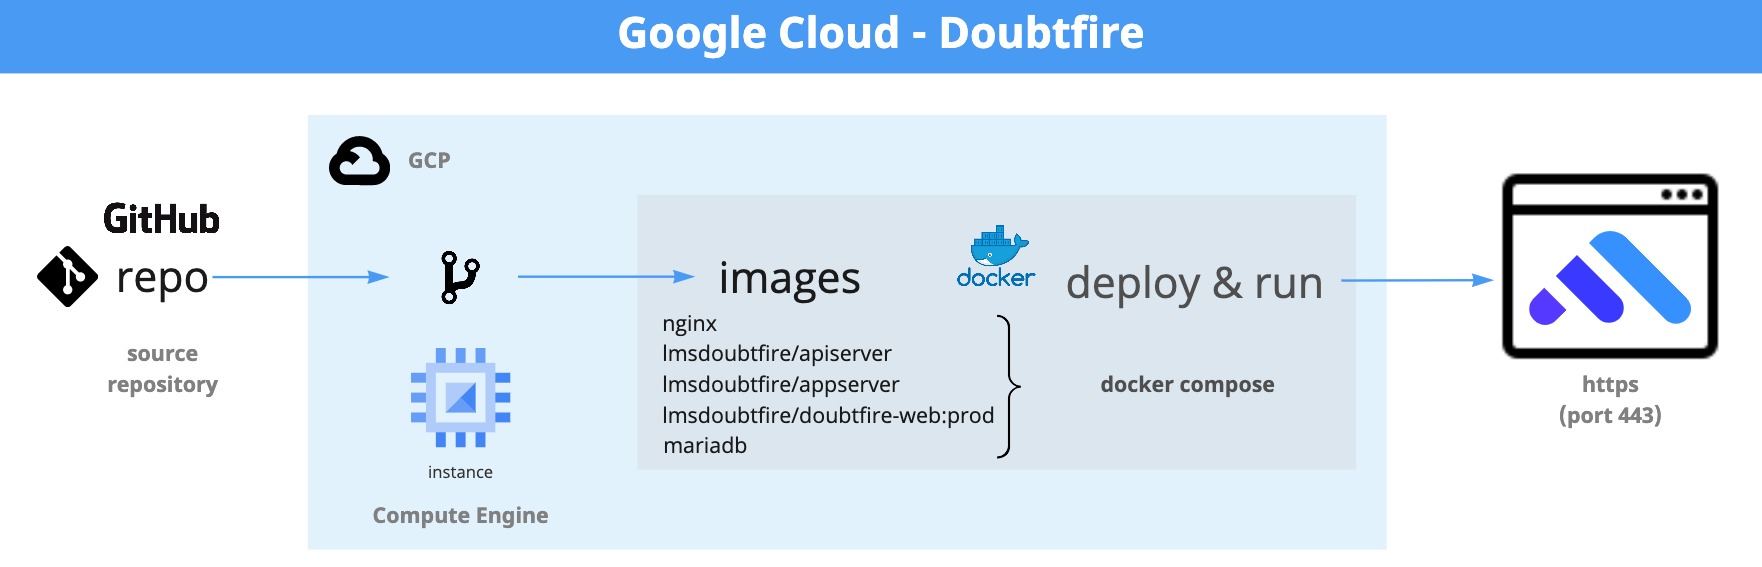 Google Cloud - Doubtfire
GCP
GitHub
repo
source
repository
instance
Compute Engine
images
docker
deploy & run
nginx
lmsdoubtfire/apiserver
lmsdoubtfire/appserver
lmsdoubtfire/doubtfire-web:prod
mariadb
docker compose
https
(port 443)